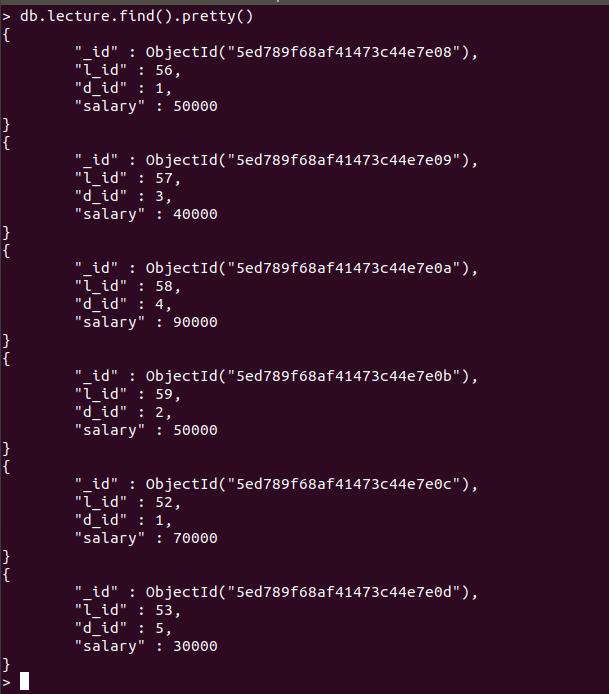 > db.lecture.find().pretty()
{
"_id" : ObjectId("5ed789f68af41473c44e7e08"),
"l_id" : 56,
"d_id" : 1,
"salary" : 50000
}
{
"_id" : ObjectId("5ed789f68af41473c44e7e09"),
"l_id" : 57,
"d_id" : 3,
"salary" : 40000
}
{
"_id" : ObjectId("5ed789f68af41473c44e7e0a"),
"l_id" : 58,
"d_id" : 4,
"salary" : 90000
}
{
"_id" : ObjectId("5ed789f68af41473c44e7e0b"),
"l_id" : 59,
"d_id" : 2,
"salary" : 50000
}
{
"_id" : ObjectId("5ed789f68af41473c44e7e0c"),
"l_id" : 52,
"d_id" : 1,
"salary" : 70000
}
{
"_id" : ObjectId("5ed789f68af41473c44e7e0d"),
"l_id" : 53,
"d_id" : 5,
"salary" : 30000
}
>